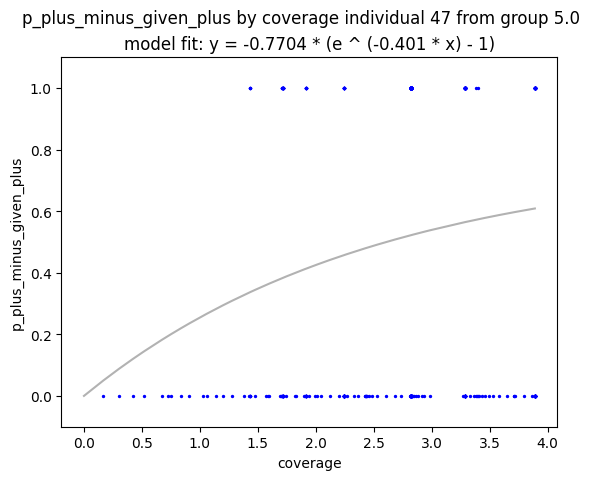 p_plus_minus_given_plus by coverage individual 47 from group 5.0
model fit: y = -0.7704 * (e ^ (-0.401 * x) - 1)
1.0
0.8
0.6
0.4
0.2
0.0
p_plus_minus_given_plus
0.0 0.5 1.0 1.5 2.0 2.5 3.0 3.5 4.0
coverage